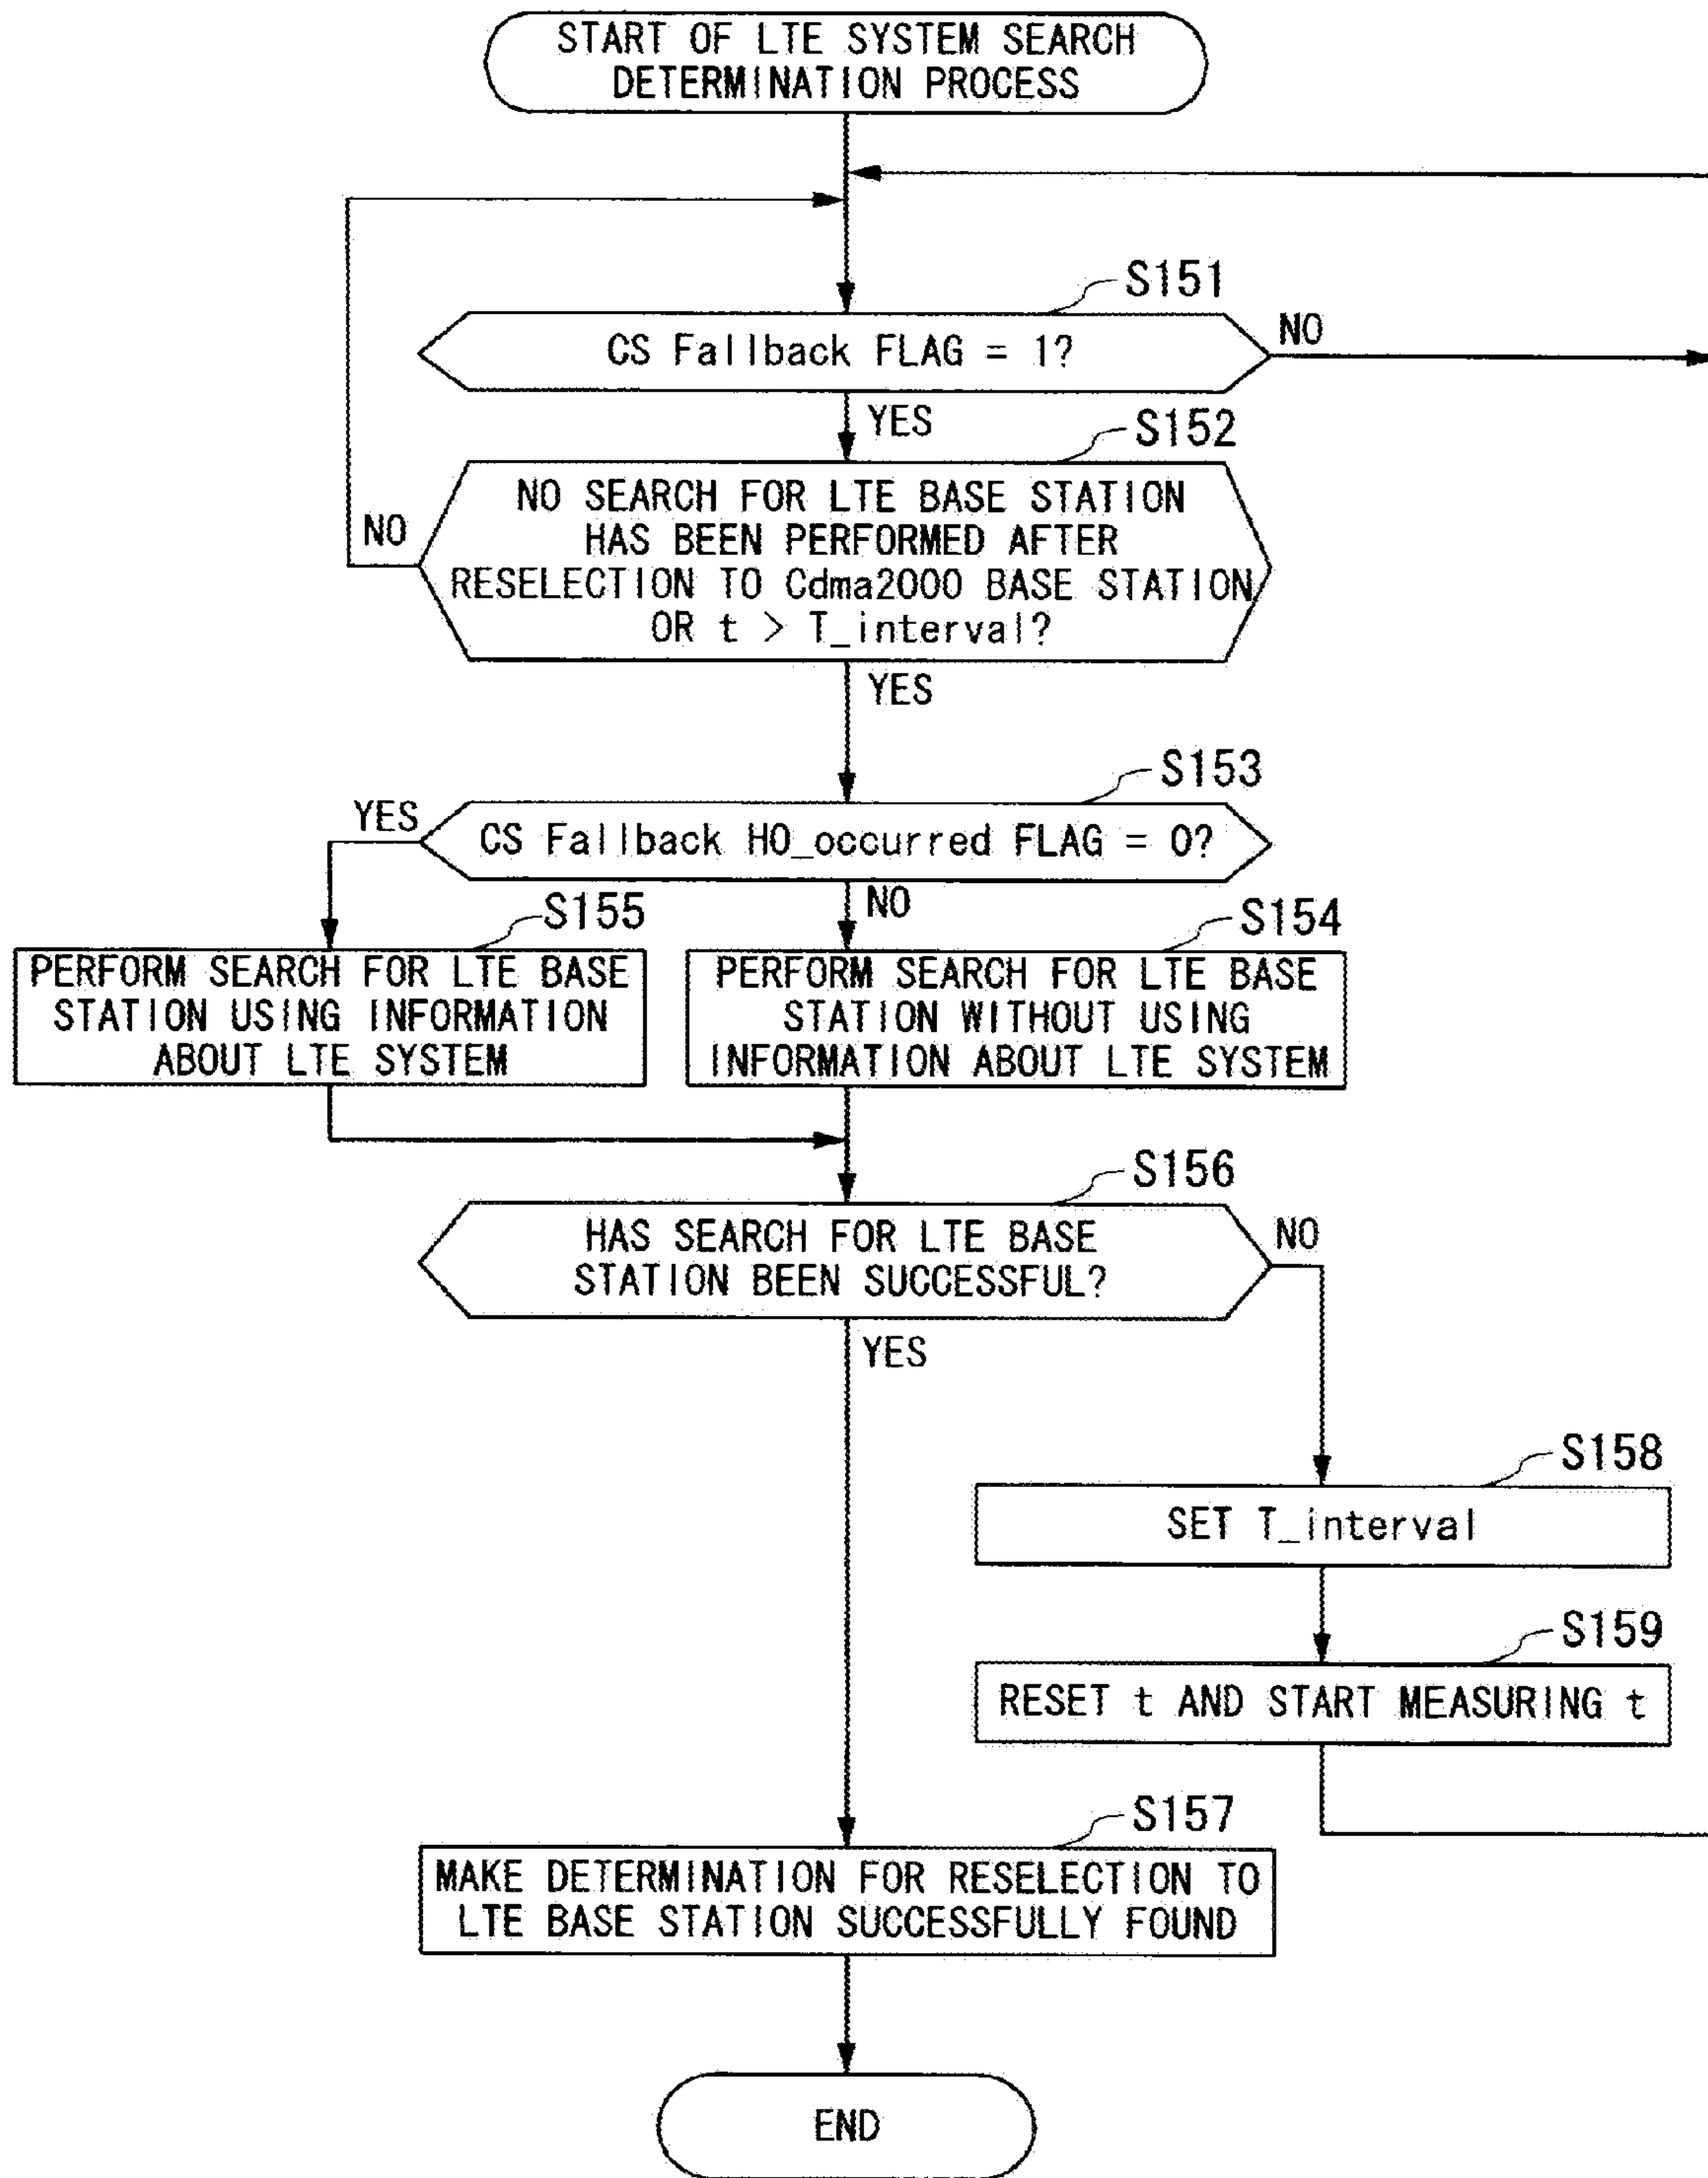 START OF LTE SYSTEM SEARCH
DETERMINATION PROCESS
S151
CS Fallback FLAG = 1?
NO
YES
S152
NO SEARCH FOR LTE BASE STATION
HAS BEEN PERFORMED AFTER
RESELECTION TO Cdma2000 BASE STATION
OR t > T_interval?
NO
YES
S153
CS Fallback HO_occurred FLAG = 0?
YES
NO
S155
PERFORM SEARCH FOR LTE BASE
STATION USING INFORMATION
ABOUT LTE SYSTEM
S154
PERFORM SEARCH FOR LTE BASE
STATION WITHOUT USING
INFORMATION ABOUT LTE SYSTEM
S156
HAS SEARCH FOR LTE BASE
STATION BEEN SUCCESSFUL?
NO
YES
S158
SET T_interval
S159
RESET t AND START MEASURING t
S157
MAKE DETERMINATION FOR RESELECTION TO
LTE BASE STATION SUCCESSFULLY FOUND
END